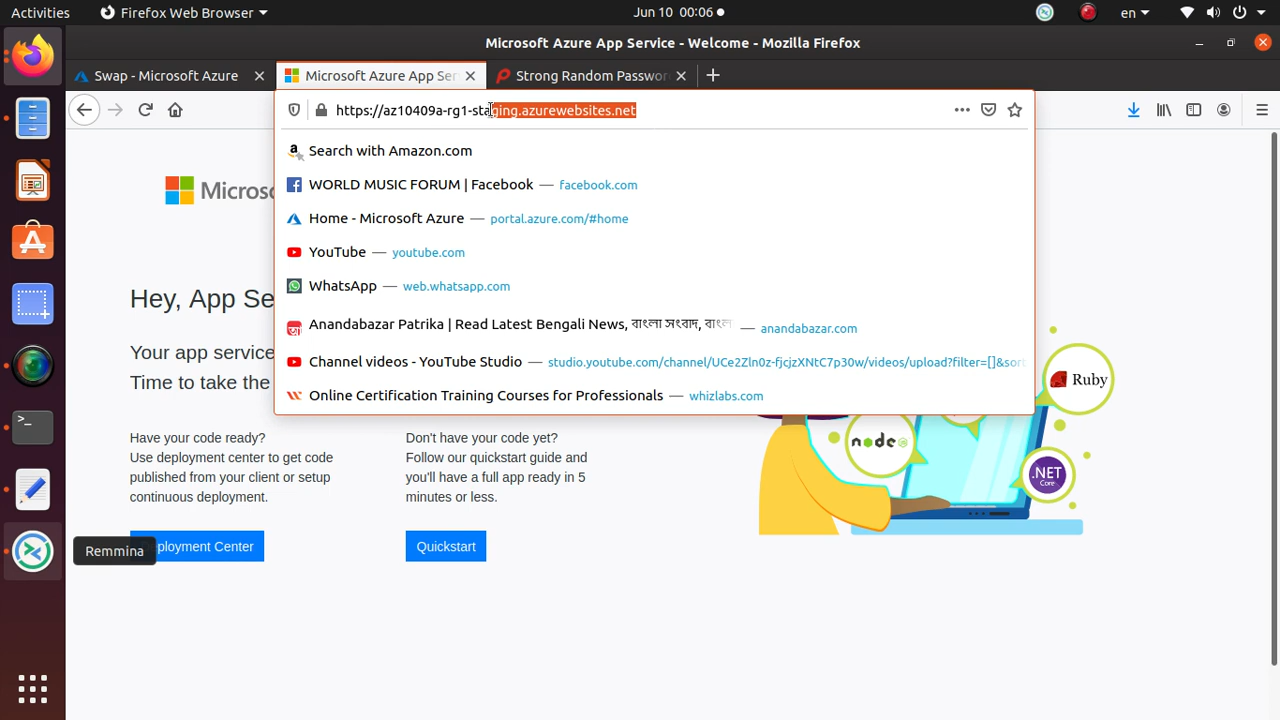 Activities
Firefox Web Browser
Jun 10 00:06
en
Microsoft Azure App Service - Welcome - Mozilla Firefox
Swap - Microsoft Azure
Microsoft Azure App Ser
Strong Random Passwor
https://az10409a-rg1-staging.azurewebsites.net
Search with Amazon.com
WORLD MUSIC FORUM | Facebook — facebook.com
Home - Microsoft Azure — portal.azure.com/#home
YouTube — youtube.com
WhatsApp — web.whatsapp.com
Anandabazar Patrika | Read Latest Bengali News, বাংলা সংবাদ, বাংল — anandabazar.com
Channel videos - YouTube Studio — studio.youtube.com/channel/UCe2Zln0z-fjcjzXNtC7p30w/videos/upload?filter=[]&sort
Online Certification Training Courses for Professionals — whizlabs.com
Micros
Hey, App Se
Your app service
Time to take the
Have your code ready?
Use deployment center to get code
published from your client or setup
continuous deployment.
Deployment Center
Don't have your code yet?
Follow our quickstart guide and
you'll have a full app ready in 5
minutes or less.
Quickstart
Remmina
Ruby
node
.NET
Core